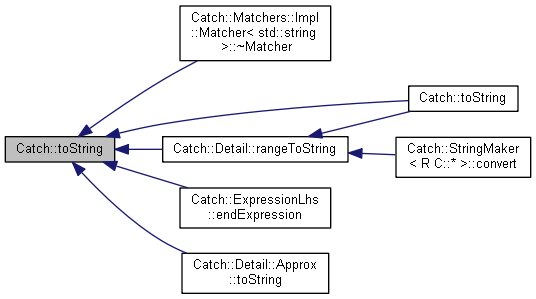 Catch::Matchers::Impl
::Matcher< std::string
>::~Matcher
Catch::toString
Catch::toString
Catch::Detail::rangeToString
Catch::StringMaker
< R C::* >::convert
Catch::ExpressionLhs
::endExpression
Catch::Detail::Approx
::toString